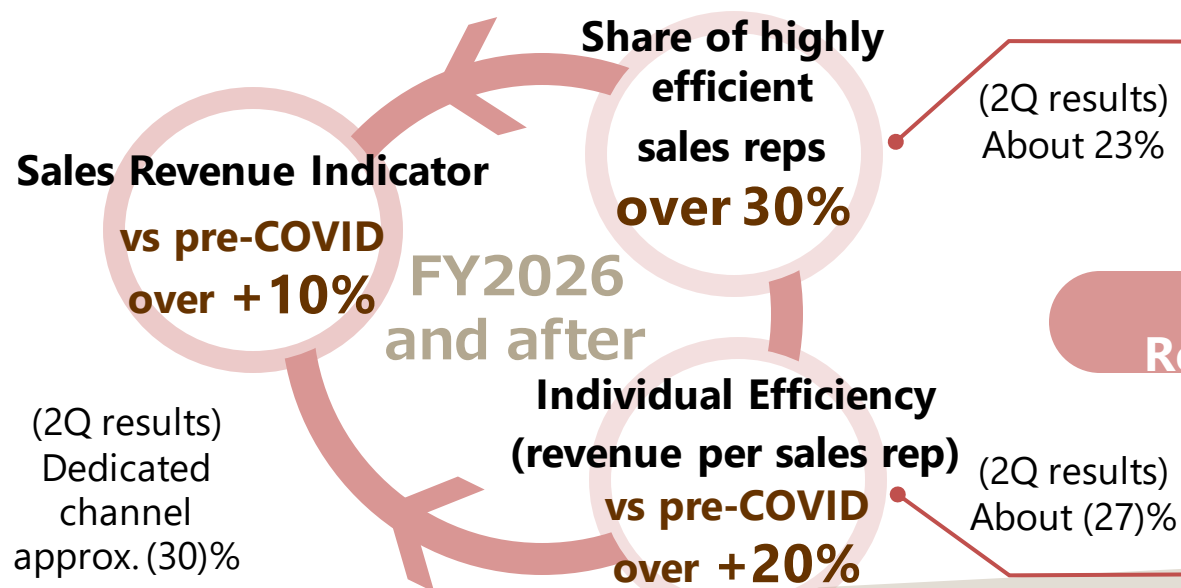 Share of highly
efficient
sales reps
over 30%
(2Q results)
About 23%
Sales Revenue Indicator
vs pre-COVID
over +10%
FY2026
and after
Individual Efficiency
(revenue per sales rep)
vs pre-COVID
over +20%
(2Q results)
About (27)%
(2Q results)
Dedicated
channel
approx. (30)%